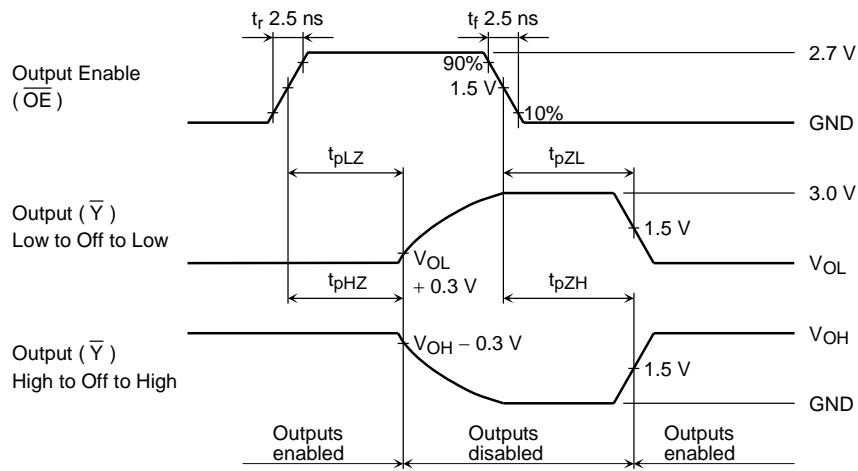 tr 2.5 ns
tf 2.5 ns
Output Enable
( O̅E̅ )
90%
1.5 V
10%
2.7 V
GND
tpLZ
tpZL
Output ( Y̅ )
Low to Off to Low
3.0 V
1.5 V
VOL
+ 0.3 V
VOL
tpHZ
tpZH
Output ( Y̅ )
High to Off to High
VOH − 0.3 V
VOH
1.5 V
GND
Outputs
enabled
Outputs
disabled
Outputs
enabled